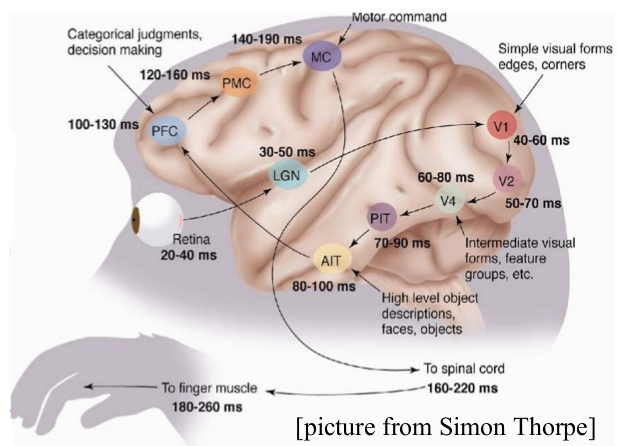 Motor command
Categorical judgments,
decision making
140-190 ms
MC
Simple visual forms
edges, corners
120-160 ms
PMC
100-130 ms
PFC
V1
40-60 ms
30-50 ms
LGN
60-80 ms
V2
V4
50-70 ms
PIT
Retina
20-40 ms
70-90 ms
AIT
Intermediate visual
forms, feature
groups, etc.
80-100 ms
High level object
descriptions,
faces, objects
To spinal cord
160-220 ms
To finger muscle
180-260 ms
[picture from Simon Thorpe]